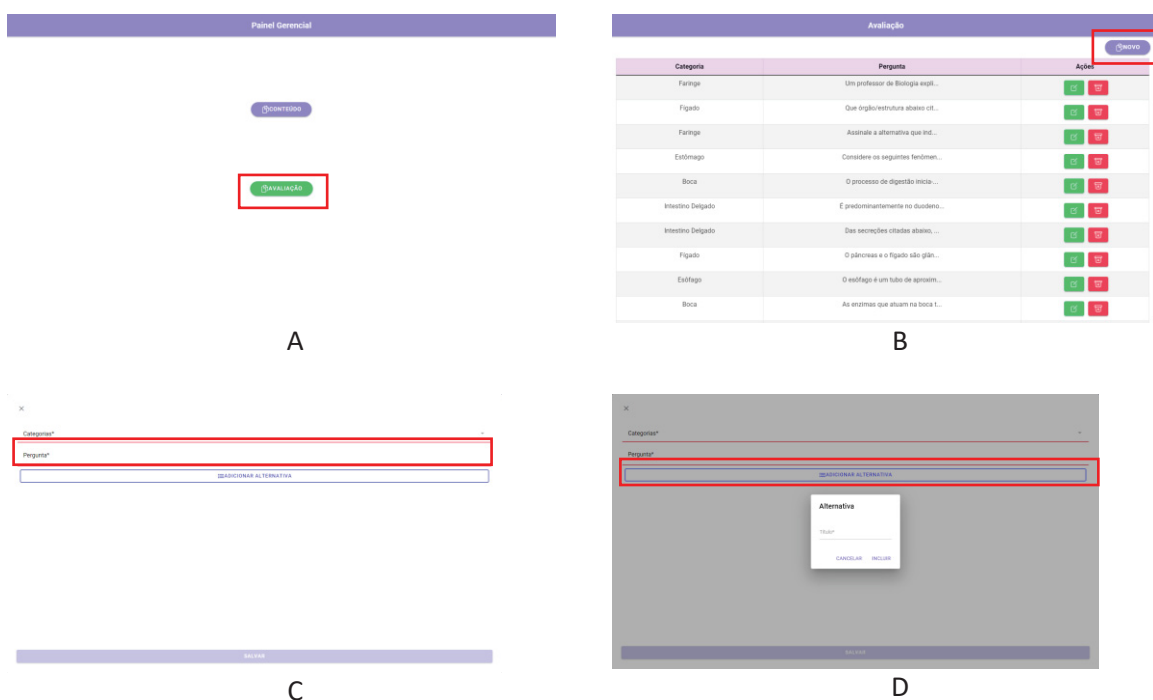 Painel Gerencial
CONTEÚDO
AVALIAÇÃO
A
Avaliação
NOVO
Categoria Pergunta Ações
Faringe Um professor de Biologia expli...
Fígado Que órgão/estrutura abaixo cit...
Faringe Assinale a alternativa que ind...
Estômago Considere os seguintes fenômen...
Boca O processo de digestão inicia-...
Intestino Delgado É predominantemente no duodeno...
Intestino Delgado Das secreções citadas abaixo, ...
Fígado O pâncreas e o fígado são glân...
Esôfago O esôfago é um tubo de aproxim...
Boca As enzimas que atuam na boca t...
B
Categorias*
Pergunta*
ADICIONAR ALTERNATIVA
SALVAR
C
Categorias*
Pergunta*
ADICIONAR ALTERNATIVA
Alternativa
Título*
CANCELAR INCLUIR
SALVAR
D